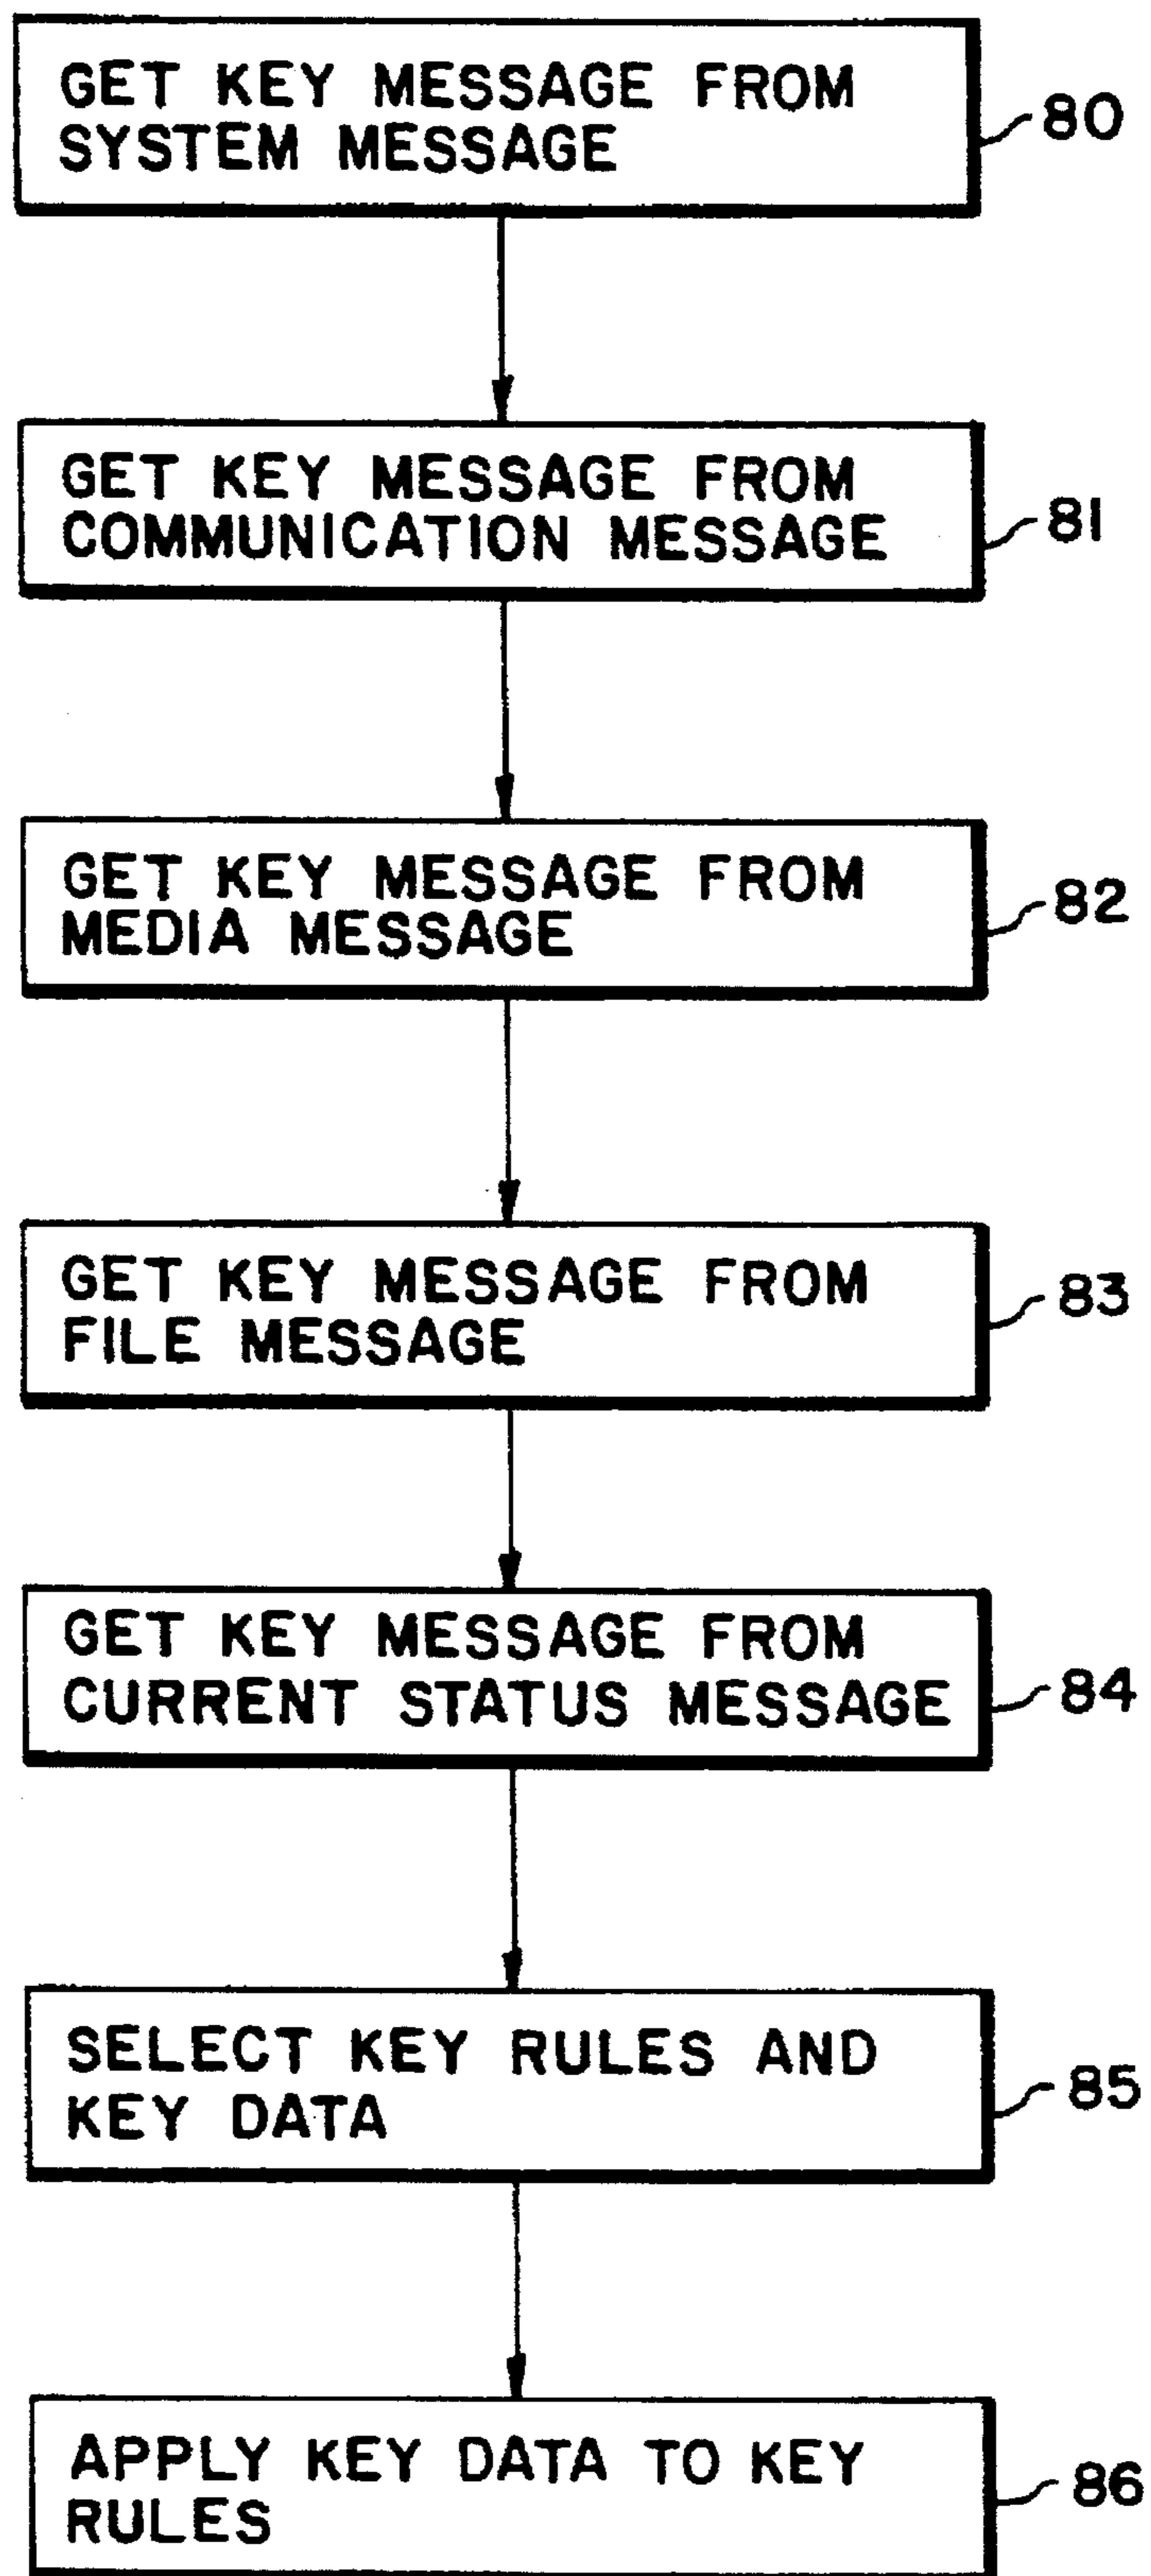 GET KEY MESSAGE FROM
SYSTEM MESSAGE
80
GET KEY MESSAGE FROM
COMMUNICATION MESSAGE
81
GET KEY MESSAGE FROM
MEDIA MESSAGE
82
GET KEY MESSAGE FROM
FILE MESSAGE
83
GET KEY MESSAGE FROM
CURRENT STATUS MESSAGE
84
SELECT KEY RULES AND
KEY DATA
85
APPLY KEY DATA TO KEY
RULES
86